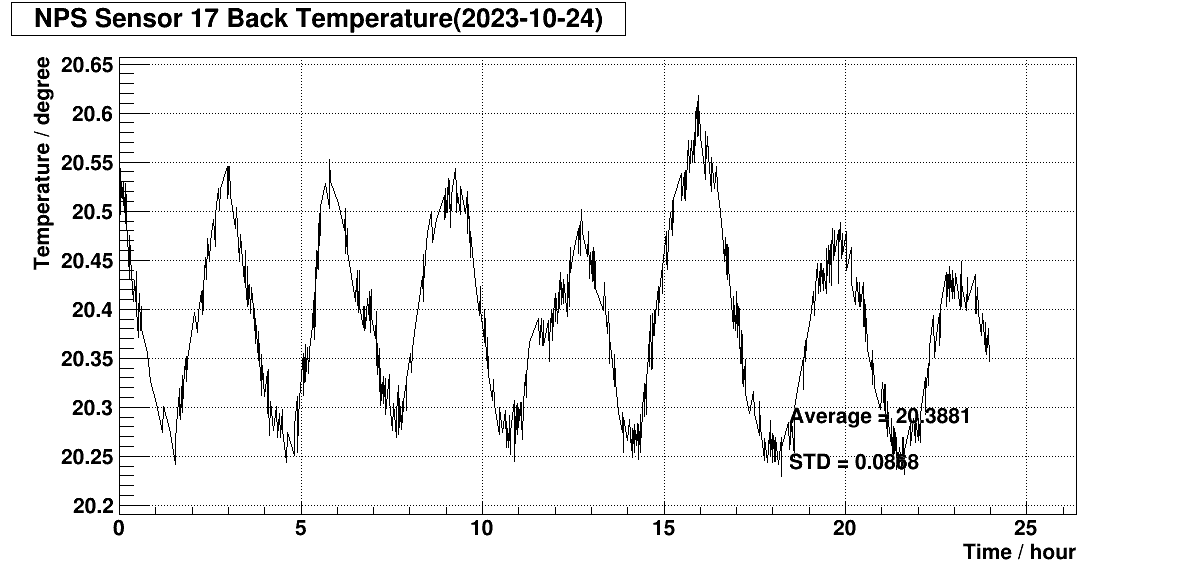 NPS Sensor 17 Back Temperature(2023-10-24)
Temperature / degree
20.65
20.6
20.55
20.5
20.45
20.4
20.35
20.3
20.25
20.2
Average = 20.3881
STD = 0.0868
0 5 10 15 20 25
Time / hour